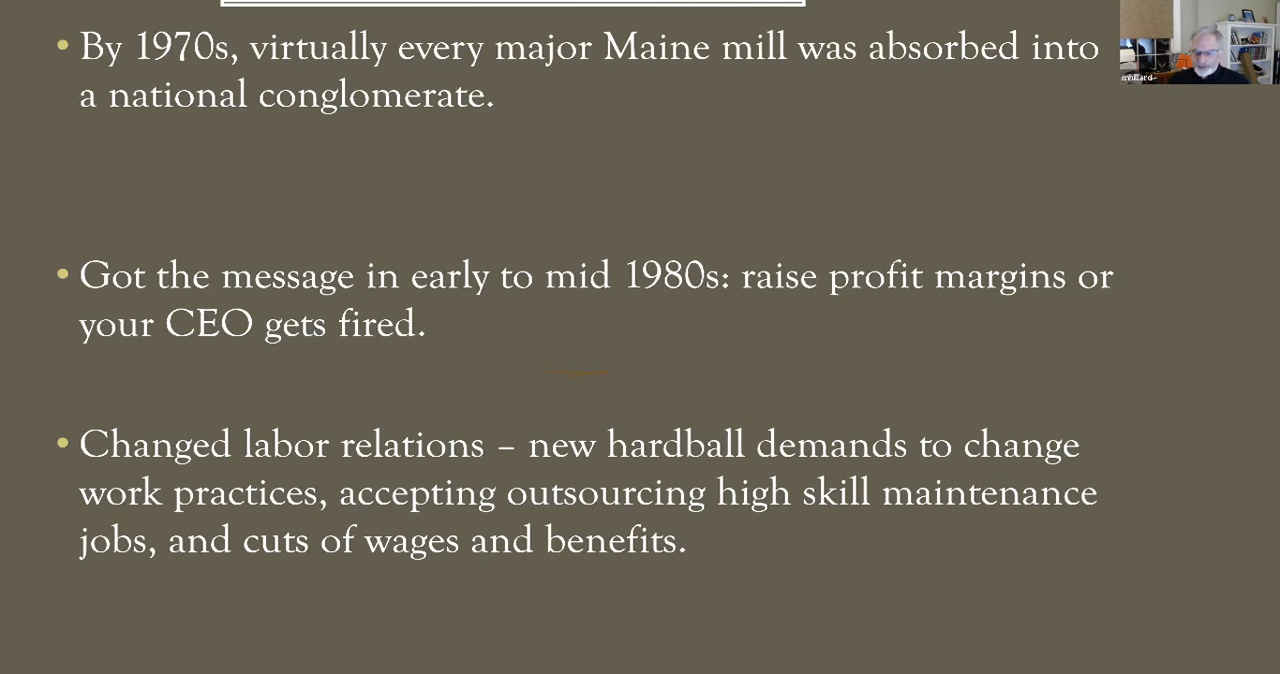 • By 1970s, virtually every major Maine mill was absorbed into
a national conglomerate.
• Got the message in early to mid 1980s: raise profit margins or
your CEO gets fired.
• Changed labor relations – new hardball demands to change
work practices, accepting outsourcing high skill maintenance
jobs, and cuts of wages and benefits.